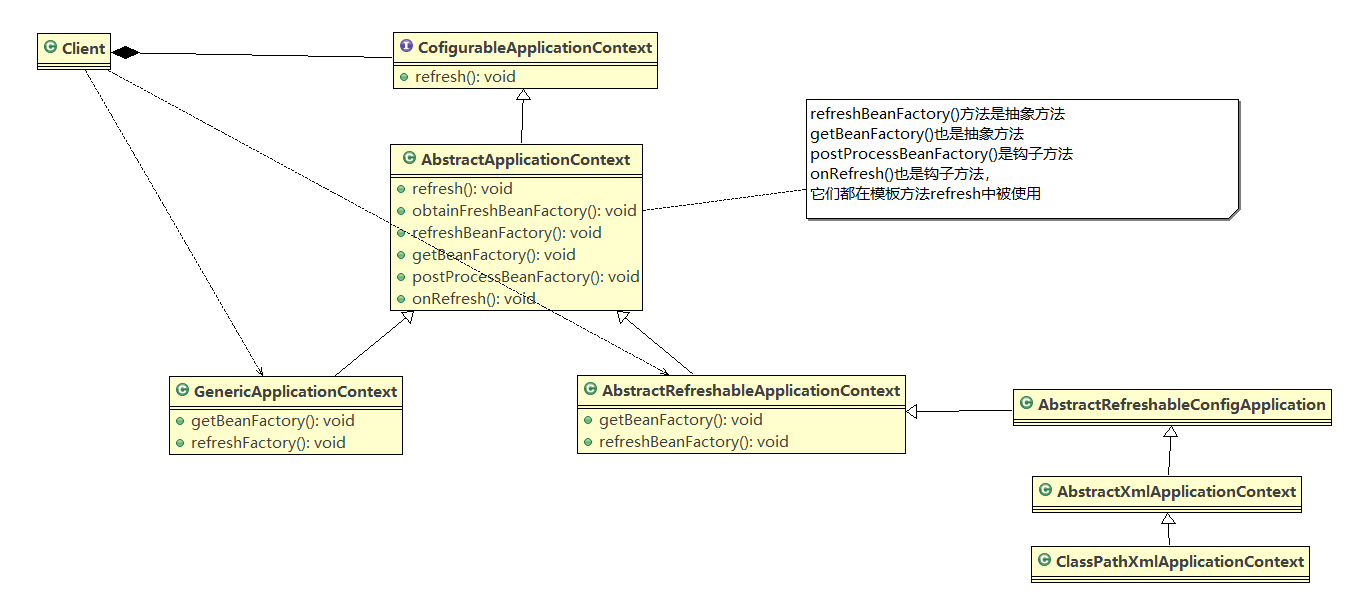 Client
CofigurableApplicationContext
refresh(): void
AbstractApplicationContext
refresh(): void
obtainFreshBeanFactory(): void
refreshBeanFactory(): void
getBeanFactory(): void
postProcessBeanFactory(): void
onRefresh(): void
refreshBeanFactory()方法是抽象方法
getBeanFactory()也是抽象方法
postProcessBeanFactory()是钩子方法
onRefresh()也是钩子方法，
它们都在模板方法refresh中被使用
GenericApplicationContext
getBeanFactory(): void
refreshFactory(): void
AbstractRefreshableApplicationContext
getBeanFactory(): void
refreshBeanFactory(): void
AbstractRefreshableConfigApplication
AbstractXmlApplicationContext
ClassPathXmlApplicationContext